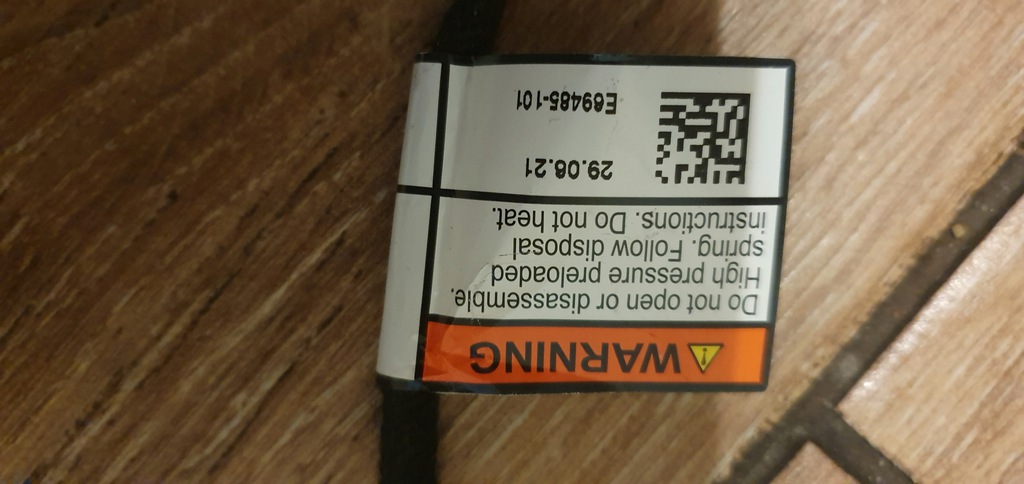 WARNING
Do not open or disassemble.
High pressure preloaded
spring. Follow disposal
instructions. Do not heat.
29.08.21
E69485-101